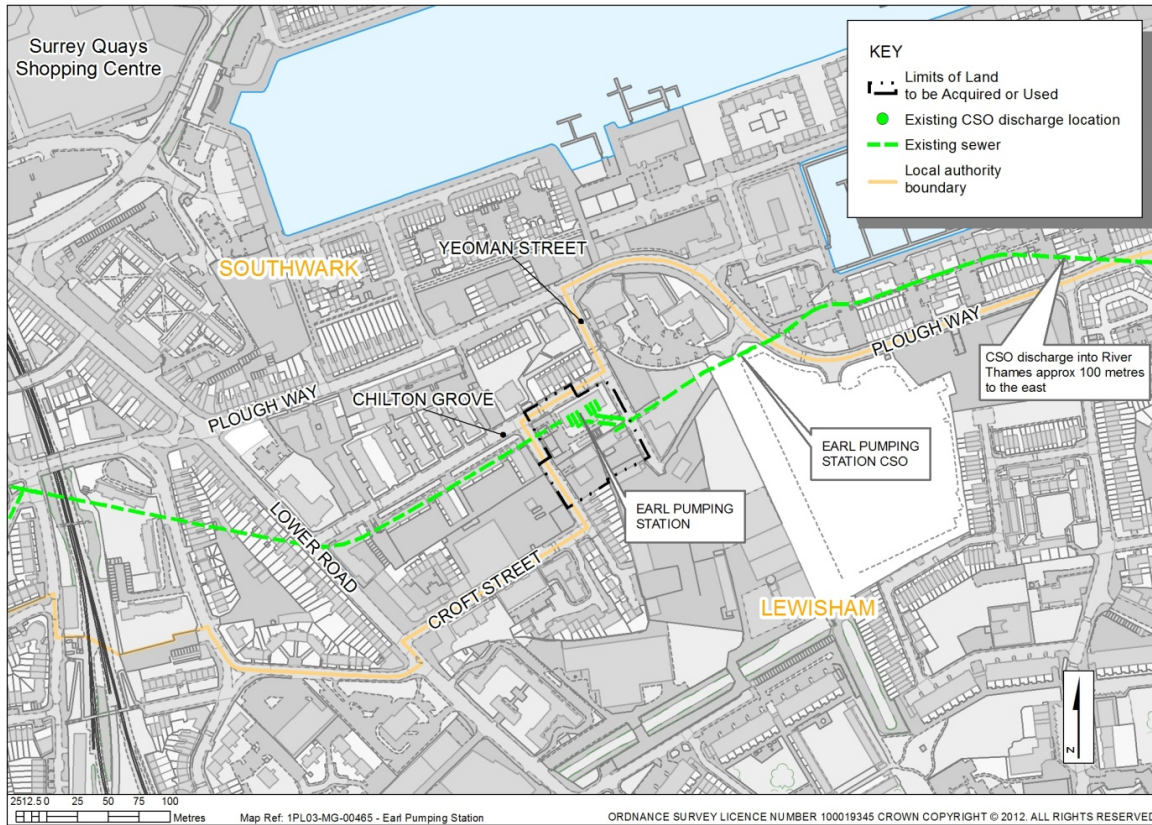 Surrey Quays
Shopping Centre
KEY
Limits of Land
to be Acquired or Used
Existing CSO discharge location
Existing sewer
Local authority
boundary
YEOMAN STREET
SOUTHWARK
PLOUGH WAY
CSO discharge into River
Thames approx 100 metres
to the east
PLOUGH WAY
CHILTON GROVE
EARL PUMPING
STATION CSO
EARL PUMPING
STATION
LOWER ROAD
CROFT STREET
LEWISHAM
N
25 12.5 0 25 50 75 100
Metres
Map Ref: 1PL03-MG-00465 - Earl Pumping Station
ORDNANCE SURVEY LICENCE NUMBER 100019345 CROWN COPYRIGHT © 2012. ALL RIGHTS RESERVED